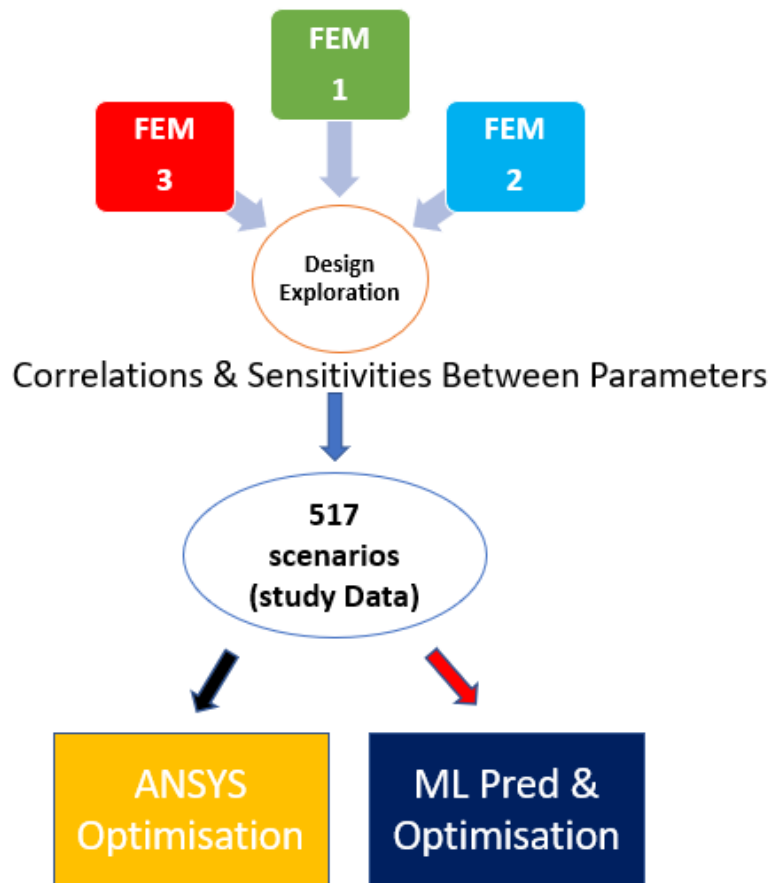 FEM
1
FEM
3
FEM
2
Design
Exploration
Correlations & Sensitivities Between Parameters
517
scenarios
(study Data)
ANSYS
Optimisation
ML Pred &
Optimisation